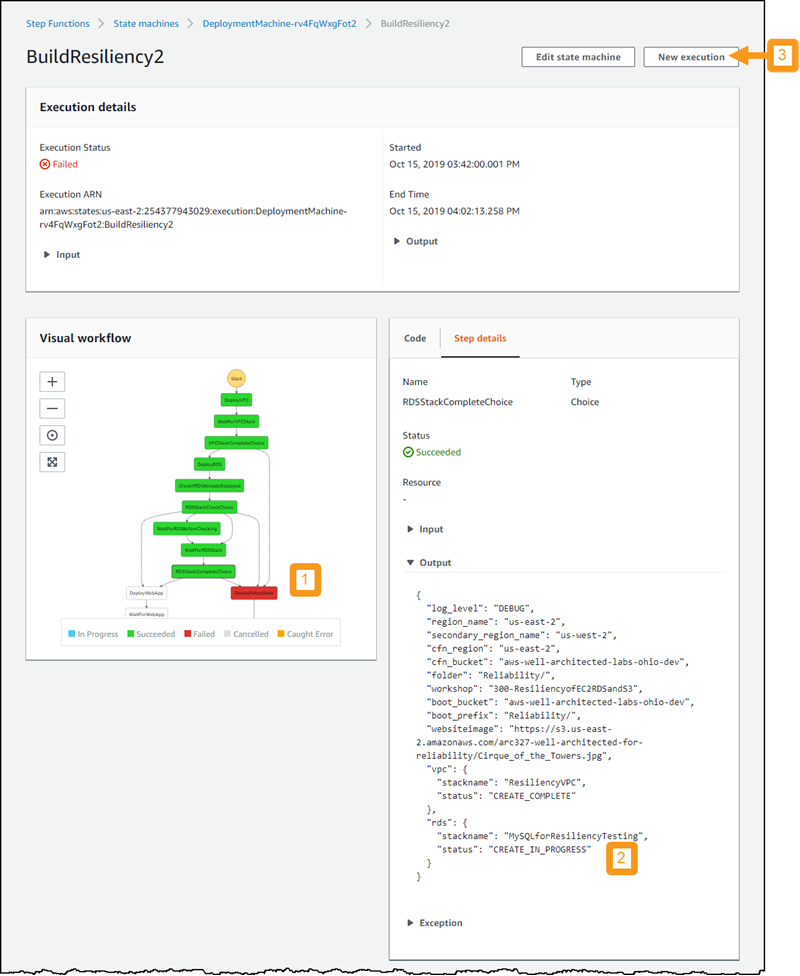 Step Functions > State machines > DeploymentMachine-rv4FqWxgFot2 > BuildResiliency2
BuildResiliency2
Edit state machine
New execution
3
Execution details
Execution Status
Failed
Execution ARN
arn:aws:states:us-east-2:254377943029:execution:DeploymentMachine-
rv4FqWxgFot2:BuildResiliency2
Input
Started
Oct 15, 2019 03:42:00.001 PM
End Time
Oct 15, 2019 04:02:13.258 PM
Output
Visual workflow
Start
DeployVPC
WaitForVPCStack
VPCStackCompleteChoice
DeployRDS
CheckIfRDSAlreadyDeployed
RDSStackCheckChoice
WaitForRDSBeforeChecking
WaitForRDSStack
RDSStackCompleteChoice
1
DeployWebApp
DeployFailedState
WaitForWebApp
In Progress
Succeeded
Failed
Cancelled
Caught Error
Code
Step details
Name
RDSStackCompleteChoice
Type
Choice
Status
Succeeded
Resource
-
Input
Output
{
"log_level": "DEBUG",
"region_name": "us-east-2",
"secondary_region_name": "us-west-2",
"cfn_region": "us-east-2",
"cfn_bucket": "aws-well-architected-labs-ohio-dev",
"folder": "Reliability/",
"workshop": "300-ResiliencyofEC2RDSandS3",
"boot_bucket": "aws-well-architected-labs-ohio-dev",
"boot_prefix": "Reliability/",
"websiteimage": "https://s3.us-east-
2.amazonaws.com/arc327-well-architected-for-
reliability/Cirque_of_the_Towers.jpg",
"vpc": {
"stackname": "ResiliencyVPC",
"status": "CREATE_COMPLETE"
},
"rds": {
"stackname": "MySQLforResiliencyTesting",
"status": "CREATE_IN_PROGRESS"
2
}
}
Exception